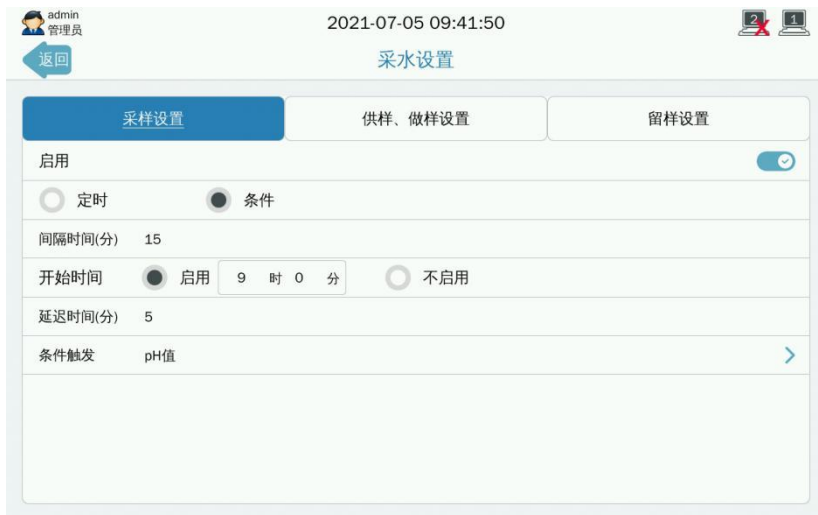 admin
管理员
2021-07-05 09:41:50
2
1
返回
采水设置
采样设置
供样、做样设置
留样设置
启用
定时 条件
间隔时间(分) 15
开始时间 启用 9 时 0 分 不启用
延迟时间(分) 5
条件触发 pH值